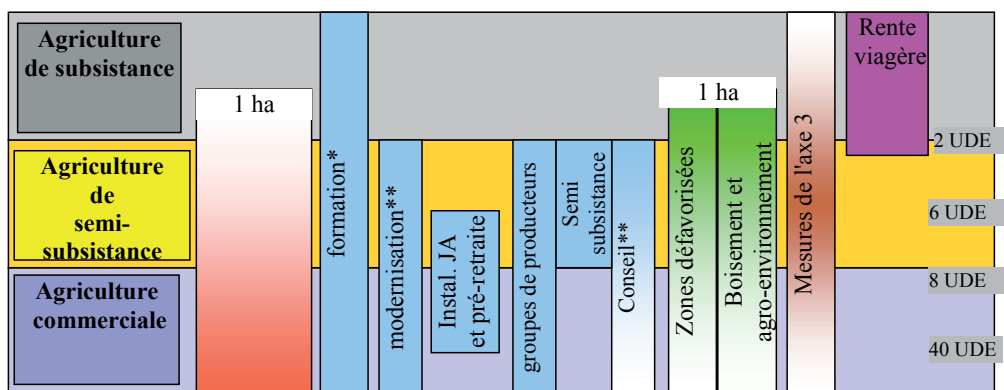 Agriculture
de subsistance
Agriculture
de
semi-
subsistance
Agriculture
commerciale
1 ha
formation*
modernisation**
Instal. JA
et pré-retraite
groupes de producteurs
Semi
subsistance
Conseil**
1 ha
Zones défavorisées
Boisement et
agro-environnement
Mesures de l'axe 3
Rente
viagère
2 UDE
6 UDE
8 UDE
40 UDE